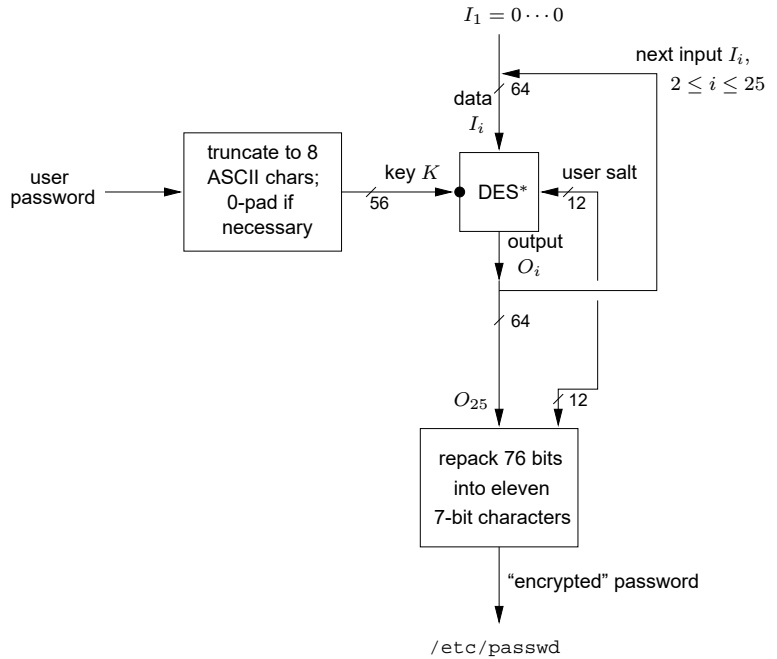 I₁ = 0 ⋯ 0
next input Iᵢ,
2 ≤ i ≤ 25
64
data
Iᵢ
truncate to 8
ASCII chars;
0-pad if
necessary
user
password
key K
56
DES*
user salt
12
output
Oᵢ
64
O₂₅
12
repack 76 bits
into eleven
7-bit characters
“encrypted” password
/etc/passwd